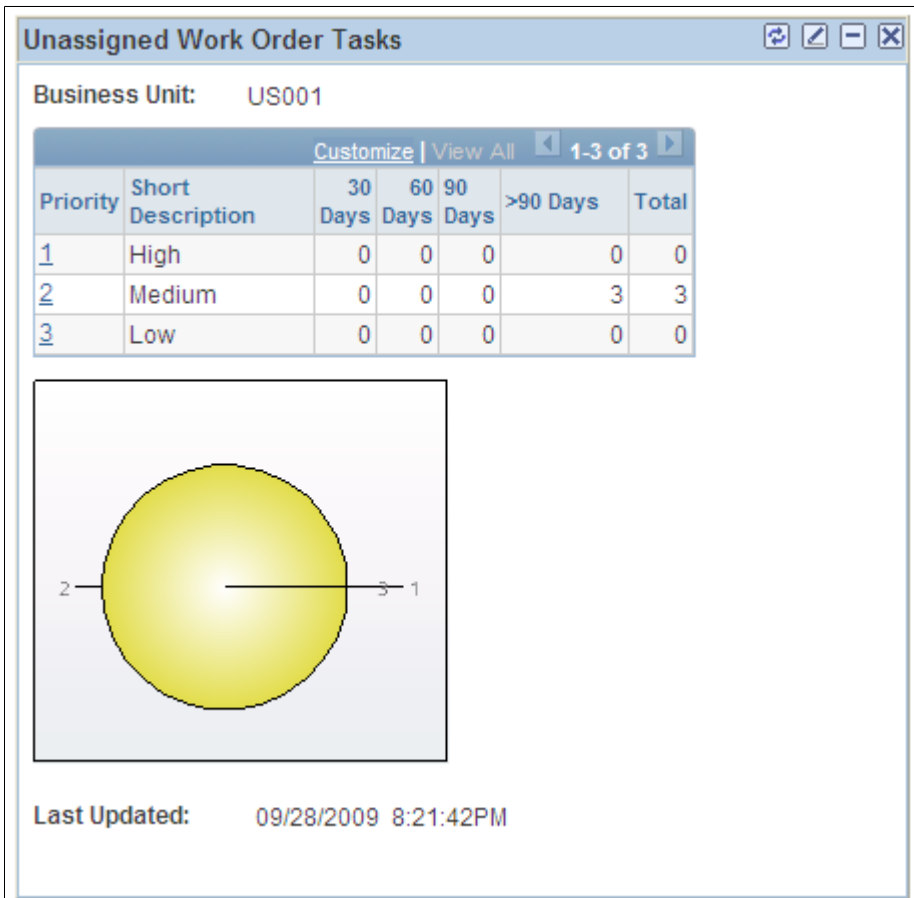 Unassigned Work Order Tasks
Business Unit: US001
Customize | View All 1-3 of 3
Priority Short Description 30 Days 60 Days 90 Days >90 Days Total
1 High 0 0 0 0 0
2 Medium 0 0 0 3 3
3 Low 0 0 0 0 0
2 3 1
Last Updated: 09/28/2009 8:21:42PM